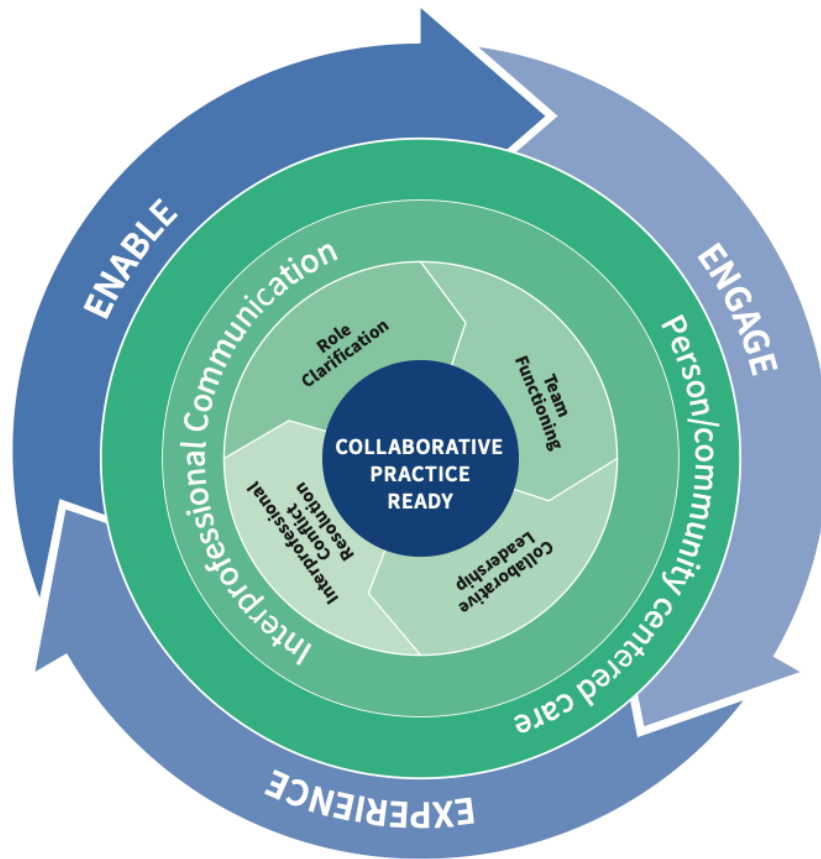 ENABLE
ENGAGE
EXPERIENCE
Person/community centered care
Interprofessional Communication
Role
Clarification
Team
Functioning
Collaborative
Leadership
Interprofessional
Conflict
Resolution
COLLABORATIVE
PRACTICE
READY